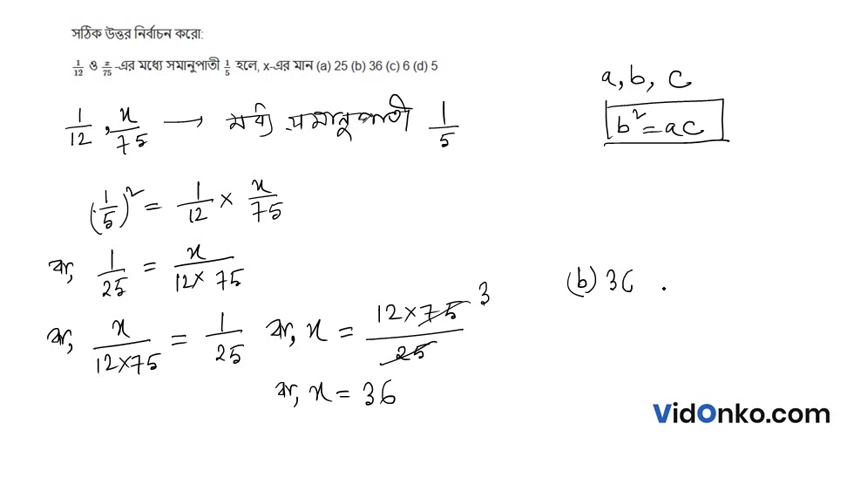 সঠিক উত্তর নির্বাচন করো:
1/12 ও x/75-এর মধ্যে সমানুপাতী 1/5 হলে, x-এর মান (a) 25 (b) 36 (c) 6 (d) 5
a, b, c
1/12, x/75 → মধ্য সমানুপাতী 1/5
b² = ac
(1/5)² = 1/12 × x/75
বা, 1/25 = x/12×75
(b) 36
বা, x/12×75 = 1/25 বা, x = 12×75/25 3
বা, x = 36
VidOnko.com